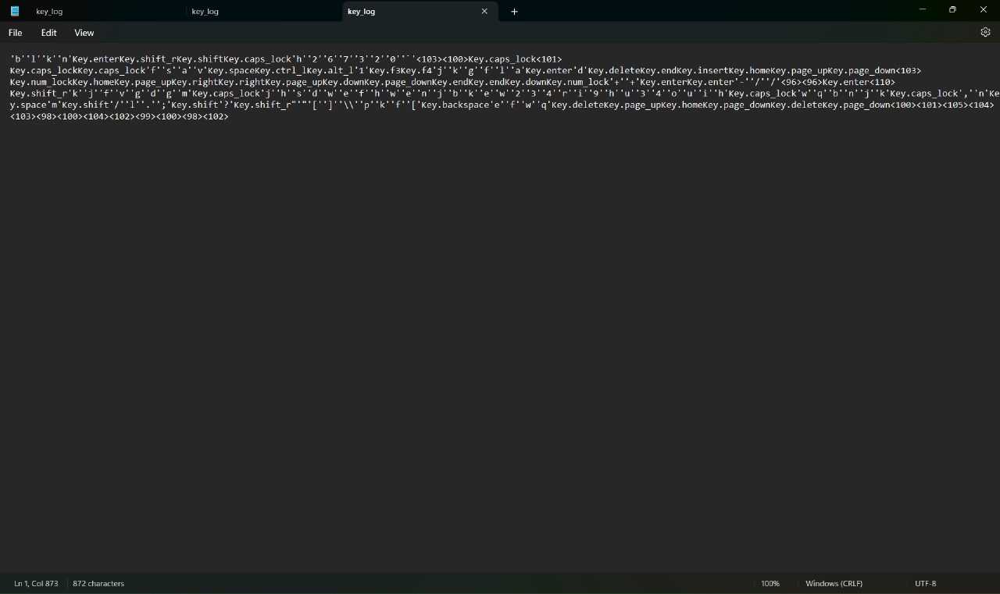 key_log
key_log
key_log
File Edit View
'b''l''k''n'Key.enterKey.shift_rKey.shiftKey.caps_lock'h''2''6''7''3''2''0''`'<103><100>Key.caps_lock<101>
Key.caps_lockKey.caps_lock'f''s''a''v'Key.spaceKey.ctrl_lKey.alt_l'1'Key.f3Key.f4'j''k''g''f''l''a'Key.enter'd'Key.deleteKey.endKey.insertKey.homeKey.page_upKey.page_down<103>
Key.num_lockKey.homeKey.page_upKey.rightKey.rightKey.page_upKey.downKey.page_downKey.endKey.endKey.downKey.num_lock'+''+'Key.enterKey.enter'-''/''/'<96><96>Key.enter<110>
Key.shift_r'k''j''f''v''g''d''g''m'Key.caps_lock'j''h''s''d''w''e''f''h''w''e''n''j''b''k''e''w''2''3''4''r''i''9''h''u''3''4''o''u''i''h'Key.caps_lock'w''q''b''n''j''k'Key.caps_lock',''n'Ke
y.space'm'Key.shift'/''l''.'';'Key.shift'?'Key.shift_r"'"'"'['']''\\''p''k''f''['Key.backspace'e''f''w''q'Key.deleteKey.page_upKey.homeKey.page_downKey.deleteKey.page_down<100><101><105><104>
<103><98><100><104><102><99><100><98><102>
Ln 1, Col 873 872 characters 100% Windows (CRLF) UTF-8